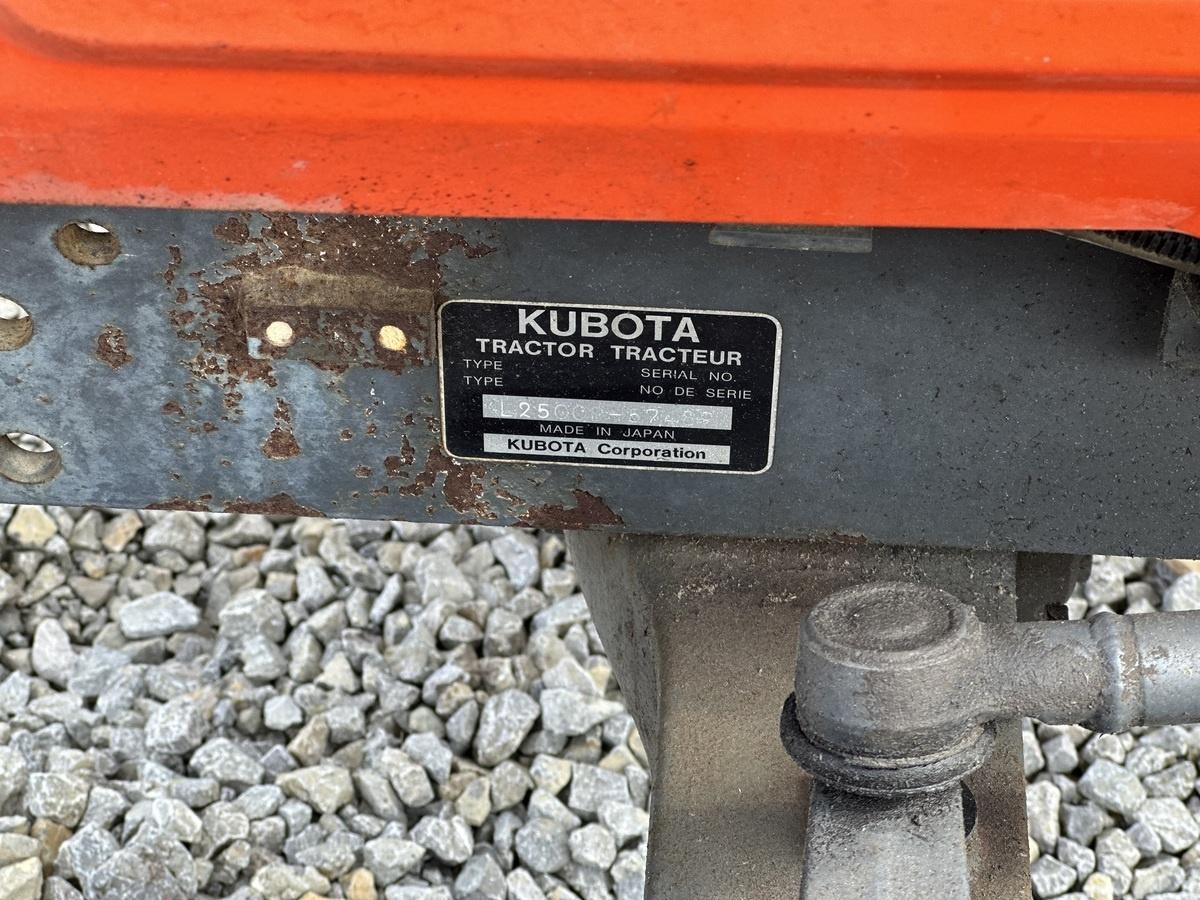 KUBOTA
TRACTOR TRACTEUR
TYPE SERIAL NO.
TYPE NO DE SERIE
MADE IN JAPAN
KUBOTA Corporation